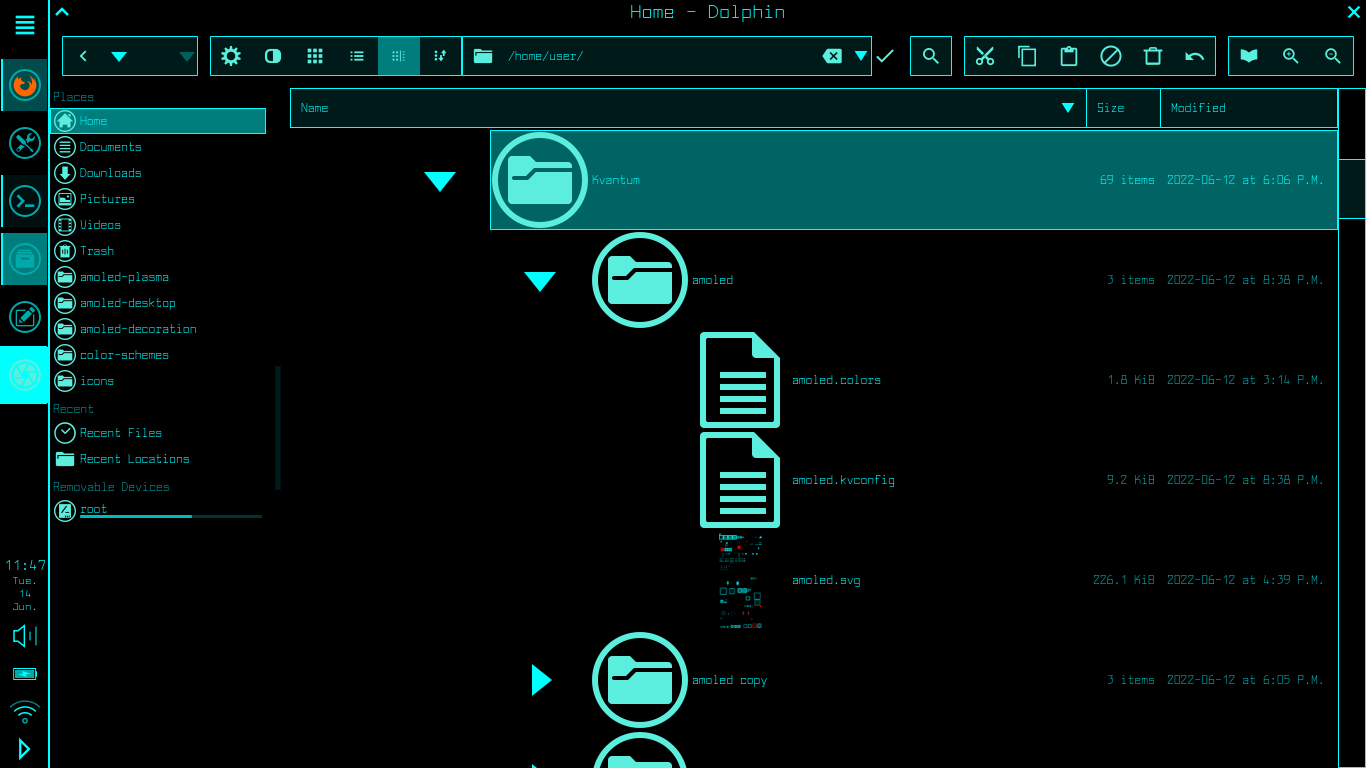 Home - Dolphin
/home/user/
Places
Home
Documents
Downloads
Pictures
Videos
Trash
amoled-plasma
amoled-desktop
amoled-decoration
color-schemes
icons
Recent
Recent Files
Recent Locations
Removable Devices
root
Name Size Modified
Kvantum 69 items 2022-06-12 at 6:06 P.M.
amoled 3 items 2022-06-12 at 8:38 P.M.
amoled.colors 1.8 KiB 2022-06-12 at 3:14 P.M.
amoled.kvconfig 9.2 KiB 2022-06-12 at 8:38 P.M.
amoled.svg 226.1 KiB 2022-06-12 at 4:39 P.M.
amoled copy 3 items 2022-06-12 at 6:05 P.M.
11:47
Tue.
14
Jun.